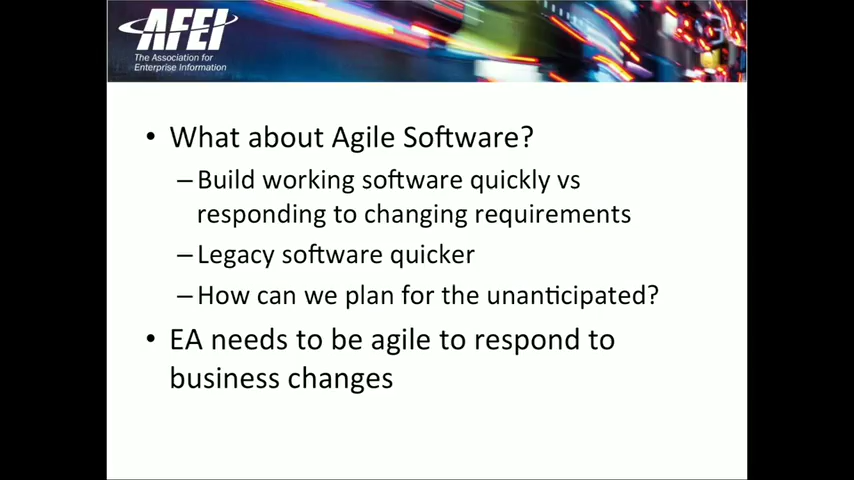 AFEI
The Association for
Enterprise Information
• What about Agile Software?
– Build working software quickly vs
responding to changing requirements
– Legacy software quicker
– How can we plan for the unanticipated?
• EA needs to be agile to respond to
business changes